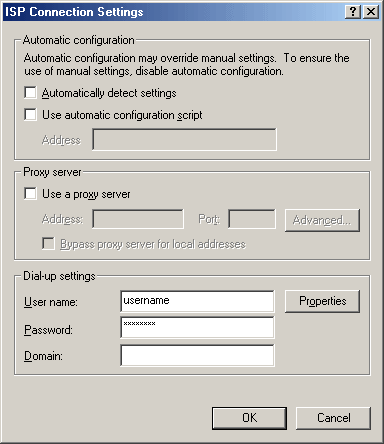 ISP Connection Settings
Automatic configuration
Automatic configuration may override manual settings. To ensure the
use of manual settings, disable automatic configuration.
Automatically detect settings
Use automatic configuration script
Address
Proxy server
Use a proxy server
Address: Port: Advanced...
Bypass proxy server for local addresses
Dial-up settings
User name: username Properties
Password: xxxxxxxx
Domain:
OK Cancel